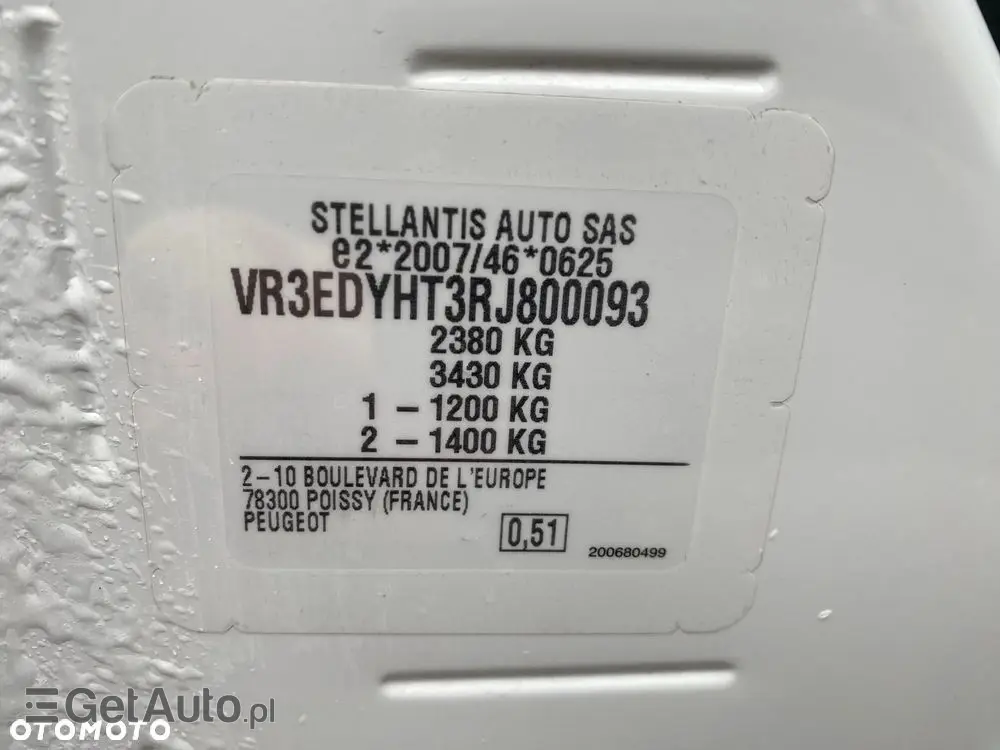 STELLANTIS AUTO SAS
e2*2007/46*0625
VR3EDYHT3RJ800093
2380 KG
3430 KG
1 – 1200 KG
2 – 1400 KG
2–10 BOULEVARD DE L'EUROPE
78300 POISSY (FRANCE)
PEUGEOT
0,51
200680499
GetAuto.pl
OTOMOTO